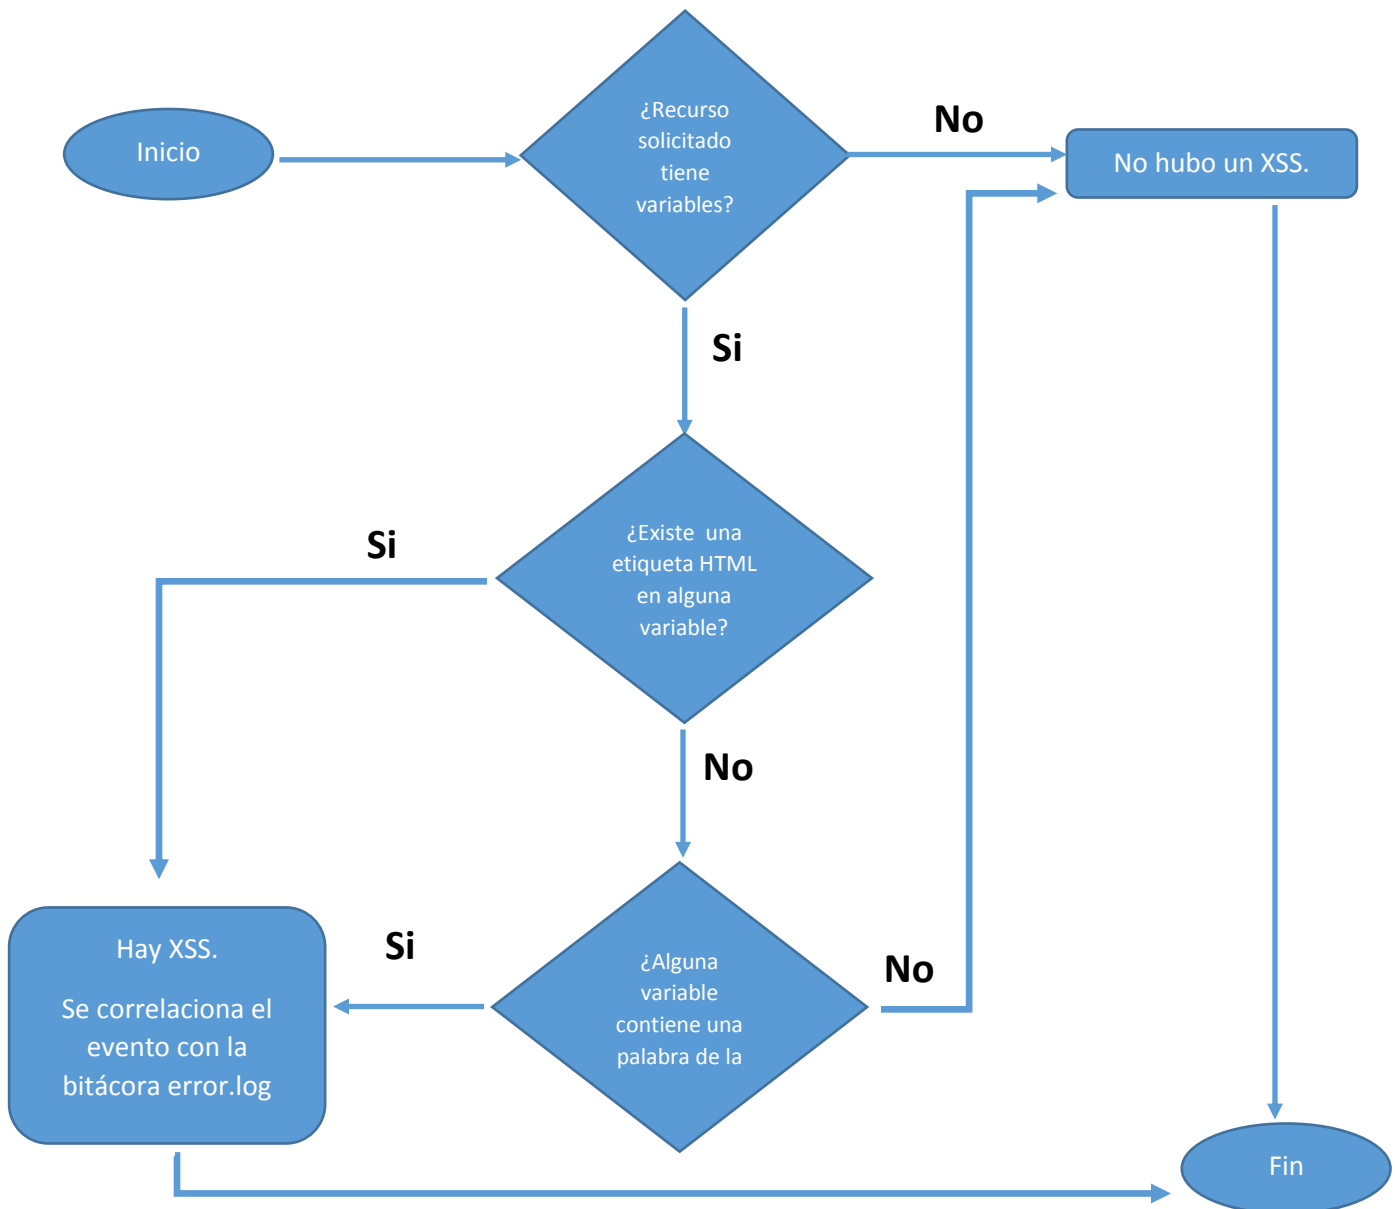 Inicio
¿Recurso
solicitado
tiene
variables?
No
No hubo un XSS.
Si
¿Existe  una
etiqueta HTML
en alguna
variable?
Si
No
Hay XSS.
Se correlaciona el
evento con la
bitácora error.log
Si
¿Alguna
variable
contiene una
palabra de la
No
Fin